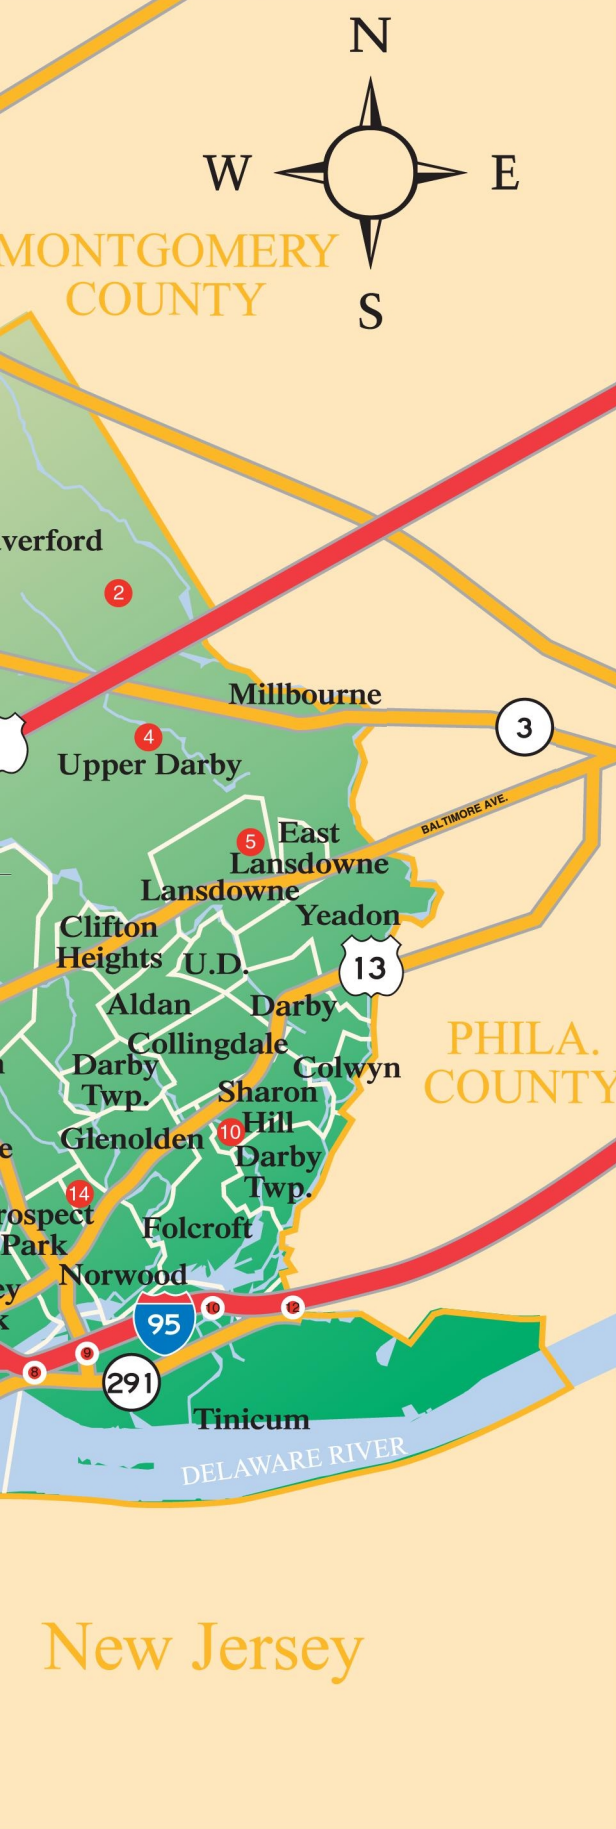 N
W
E
S
MONTGOMERY
COUNTY
verford
2
Millbourne
3
4
Upper Darby
BALTIMORE AVE.
5
East
Lansdowne
Lansdowne
Yeadon
Clifton
Heights
U.D.
13
Aldan
Darby
PHILA.
COUNTY
Collingdale
Darby
Twp.
Colwyn
Sharon
Hill
10
Glenolden
Darby
Twp.
14
rospect
Park
Folcroft
Norwood
ey
k
e
95
10
12
9
8
291
Tinicum
DELAWARE RIVER
New Jersey